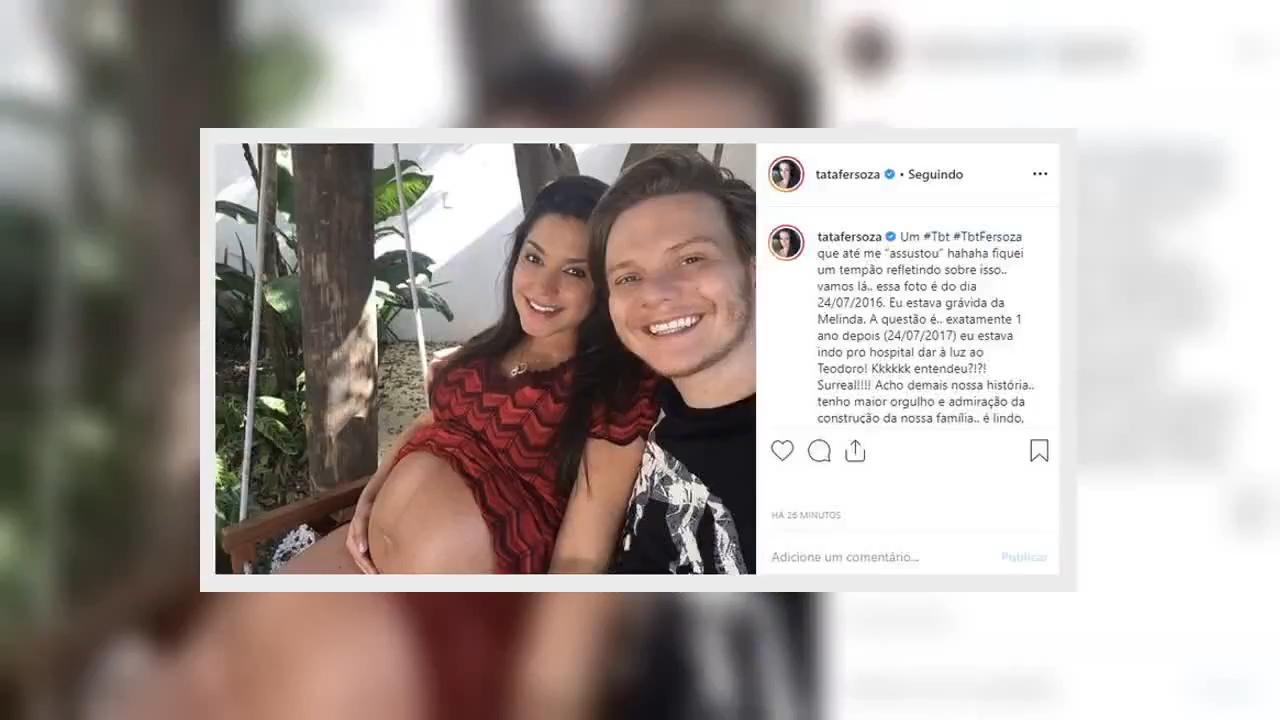 tatafersoza • Seguindo
tatafersoza Um #Tbt #TbtFersoza
que até me “assustou” hahaha fiquei
um tempão refletindo sobre isso..
vamos lá.. essa foto é do dia
24/07/2016. Eu estava grávida da
Melinda. A questão é.. exatamente 1
ano depois (24/07/2017) eu estava
indo pro hospital dar à luz ao
Teodoro! Kkkkkk entendeu?!?!
Surreal!!!! Acho demais nossa história..
tenho maior orgulho e admiração da
construção da nossa família.. é lindo,
HÁ 26 MINUTOS
Adicione um comentário...
Publicar